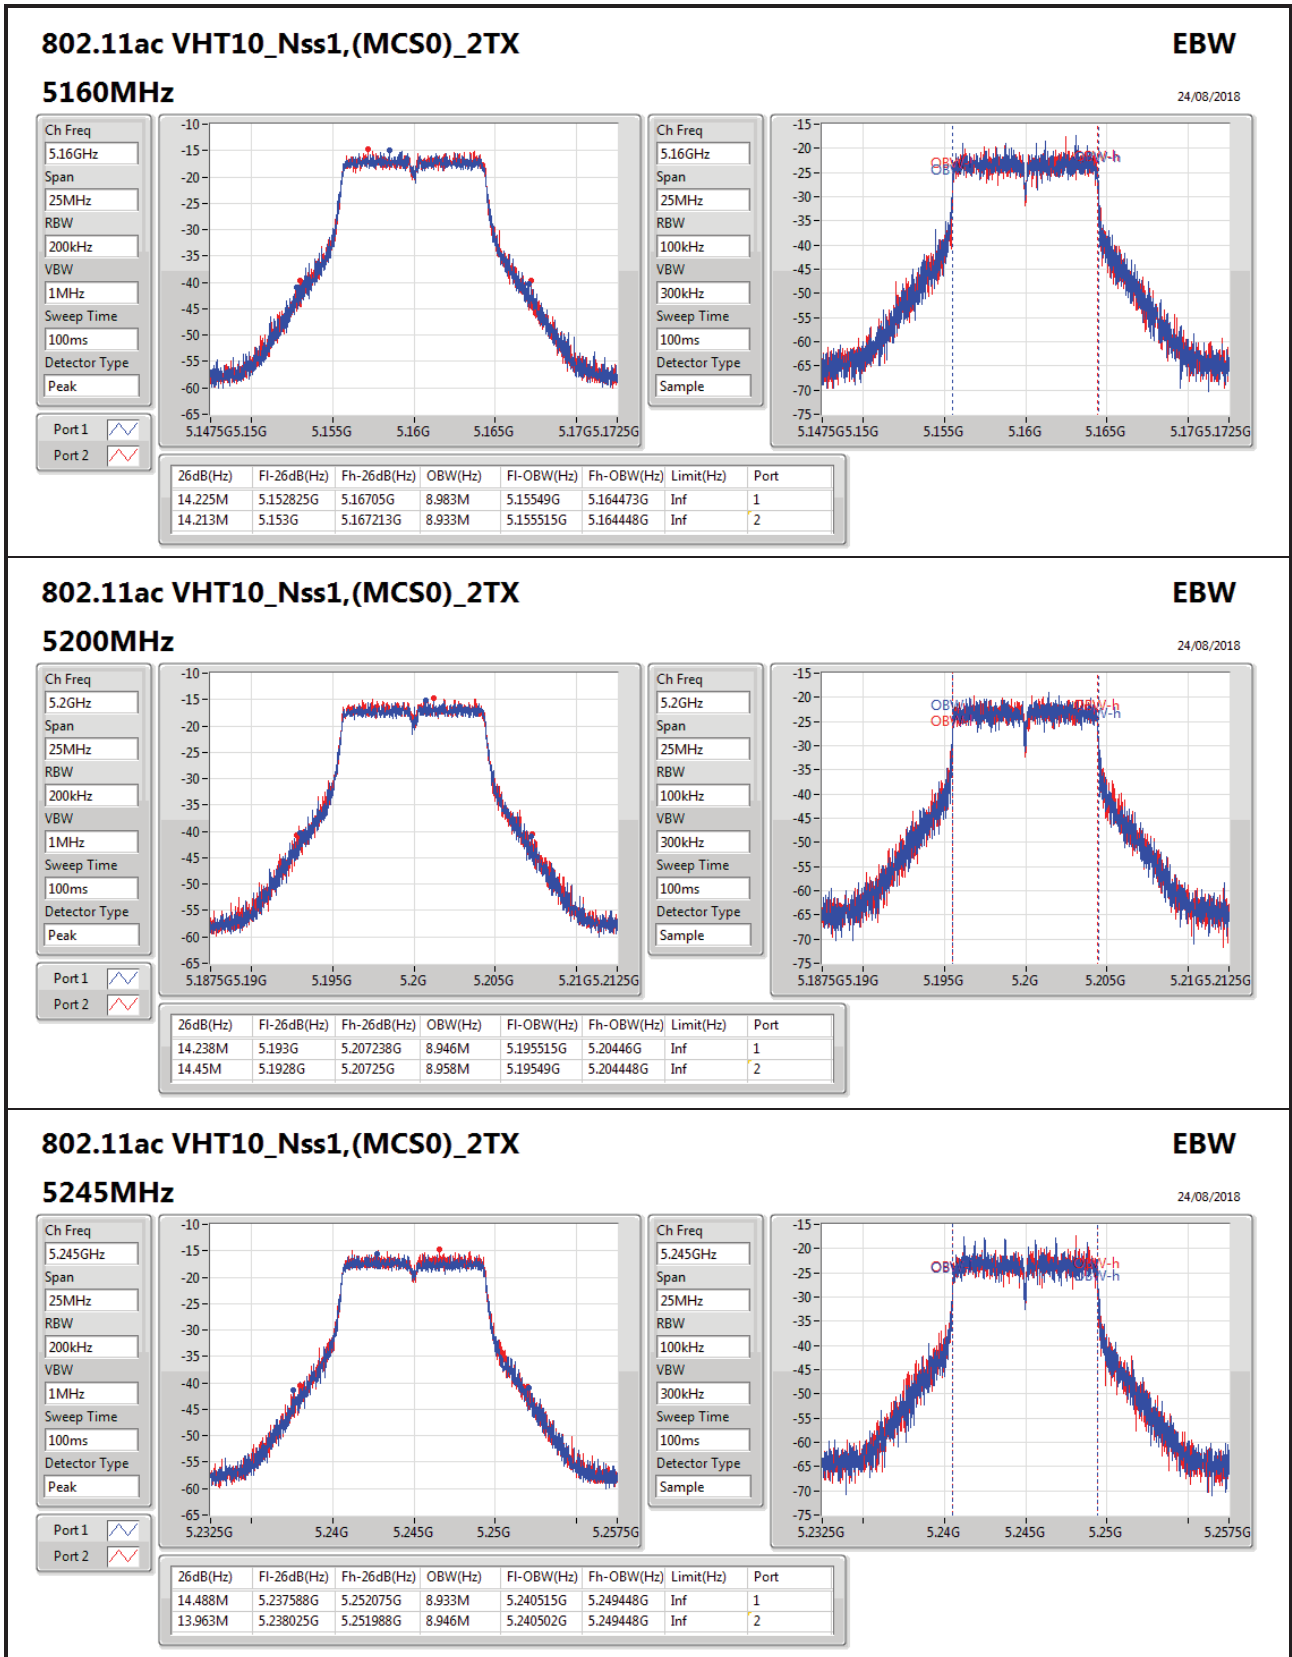 802.11ac VHT10_Nss1,(MCS0)_2TX
EBW
5160MHz
24/08/2018
Ch Freq
5.16GHz
Span
25MHz
RBW
200kHz
VBW
1MHz
Sweep Time
100ms
Detector Type
Peak
Port 1
Port 2
-10
-15
-20
-25
-30
-35
-40
-45
-50
-55
-60
-65
5.1475G 5.15G 5.155G 5.16G 5.165G 5.17G 5.1725G
Ch Freq
5.16GHz
Span
25MHz
RBW
100kHz
VBW
300kHz
Sweep Time
100ms
Detector Type
Sample
-15
-20
-25
-30
-35
-40
-45
-50
-55
-60
-65
-70
-75
5.1475G 5.15G 5.155G 5.16G 5.165G 5.17G 5.1725G
26dB(Hz) Fl-26dB(Hz) Fh-26dB(Hz) OBW(Hz) Fl-OBW(Hz) Fh-OBW(Hz) Limit(Hz) Port
14.225M 5.152825G 5.16705G 8.983M 5.15549G 5.164473G Inf 1
14.213M 5.153G 5.167213G 8.933M 5.155515G 5.164448G Inf 2
802.11ac VHT10_Nss1,(MCS0)_2TX
EBW
5200MHz
24/08/2018
Ch Freq
5.2GHz
Span
25MHz
RBW
200kHz
VBW
1MHz
Sweep Time
100ms
Detector Type
Peak
Port 1
Port 2
-10
-15
-20
-25
-30
-35
-40
-45
-50
-55
-60
-65
5.1875G 5.19G 5.195G 5.2G 5.205G 5.21G 5.2125G
Ch Freq
5.2GHz
Span
25MHz
RBW
100kHz
VBW
300kHz
Sweep Time
100ms
Detector Type
Sample
-15
-20
-25
-30
-35
-40
-45
-50
-55
-60
-65
-70
-75
5.1875G 5.19G 5.195G 5.2G 5.205G 5.21G 5.2125G
26dB(Hz) Fl-26dB(Hz) Fh-26dB(Hz) OBW(Hz) Fl-OBW(Hz) Fh-OBW(Hz) Limit(Hz) Port
14.238M 5.193G 5.207238G 8.946M 5.195515G 5.20446G Inf 1
14.45M 5.1928G 5.20725G 8.958M 5.19549G 5.204448G Inf 2
802.11ac VHT10_Nss1,(MCS0)_2TX
EBW
5245MHz
24/08/2018
Ch Freq
5.245GHz
Span
25MHz
RBW
200kHz
VBW
1MHz
Sweep Time
100ms
Detector Type
Peak
Port 1
Port 2
-10
-15
-20
-25
-30
-35
-40
-45
-50
-55
-60
-65
5.2325G 5.24G 5.245G 5.25G 5.2575G
Ch Freq
5.245GHz
Span
25MHz
RBW
100kHz
VBW
300kHz
Sweep Time
100ms
Detector Type
Sample
-15
-20
-25
-30
-35
-40
-45
-50
-55
-60
-65
-70
-75
5.2325G 5.24G 5.245G 5.25G 5.2575G
26dB(Hz) Fl-26dB(Hz) Fh-26dB(Hz) OBW(Hz) Fl-OBW(Hz) Fh-OBW(Hz) Limit(Hz) Port
14.488M 5.237588G 5.252075G 8.933M 5.240515G 5.249448G Inf 1
13.963M 5.238025G 5.251988G 8.946M 5.240502G 5.249448G Inf 2